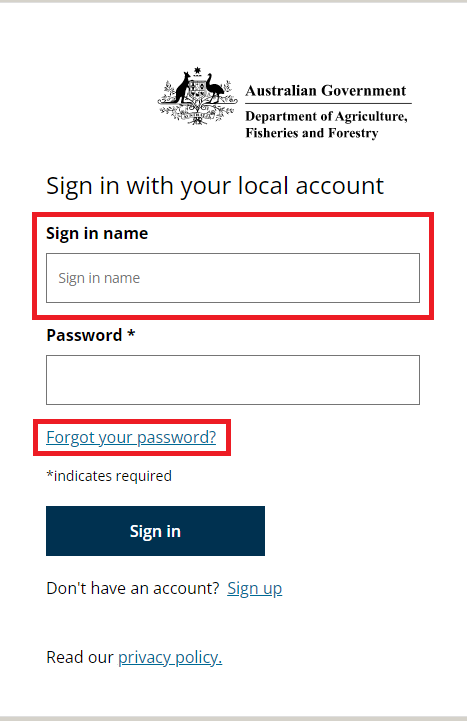 Australian Government
Department of Agriculture,
Fisheries and Forestry
Sign in with your local account
Sign in name
Sign in name
Password *
Forgot your password?
*indicates required
Sign in
Don't have an account? Sign up
Read our privacy policy.